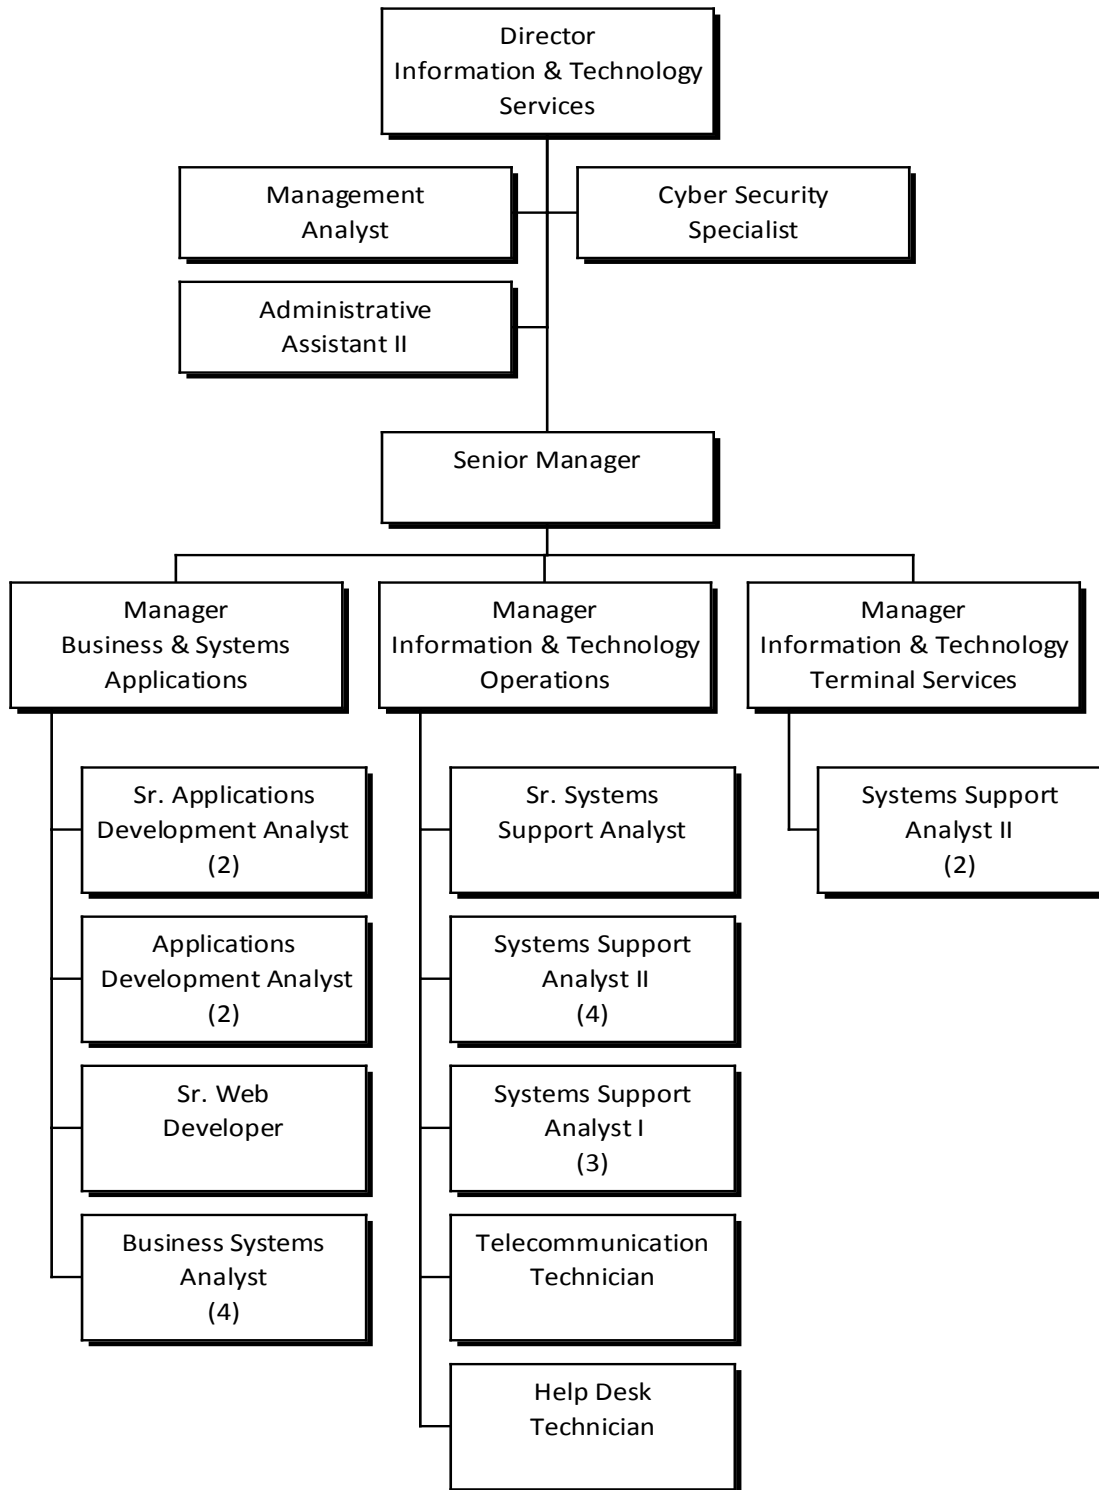 Director
Information & Technology
Services
Management
Analyst
Cyber Security
Specialist
Administrative
Assistant II
Senior Manager
Manager
Business & Systems
Applications
Manager
Information & Technology
Operations
Manager
Information & Technology
Terminal Services
Sr. Applications
Development Analyst
(2)
Applications
Development Analyst
(2)
Sr. Web
Developer
Business Systems
Analyst
(4)
Sr. Systems
Support Analyst
Systems Support
Analyst II
(4)
Systems Support
Analyst I
(3)
Telecommunication
Technician
Help Desk
Technician
Systems Support
Analyst II
(2)